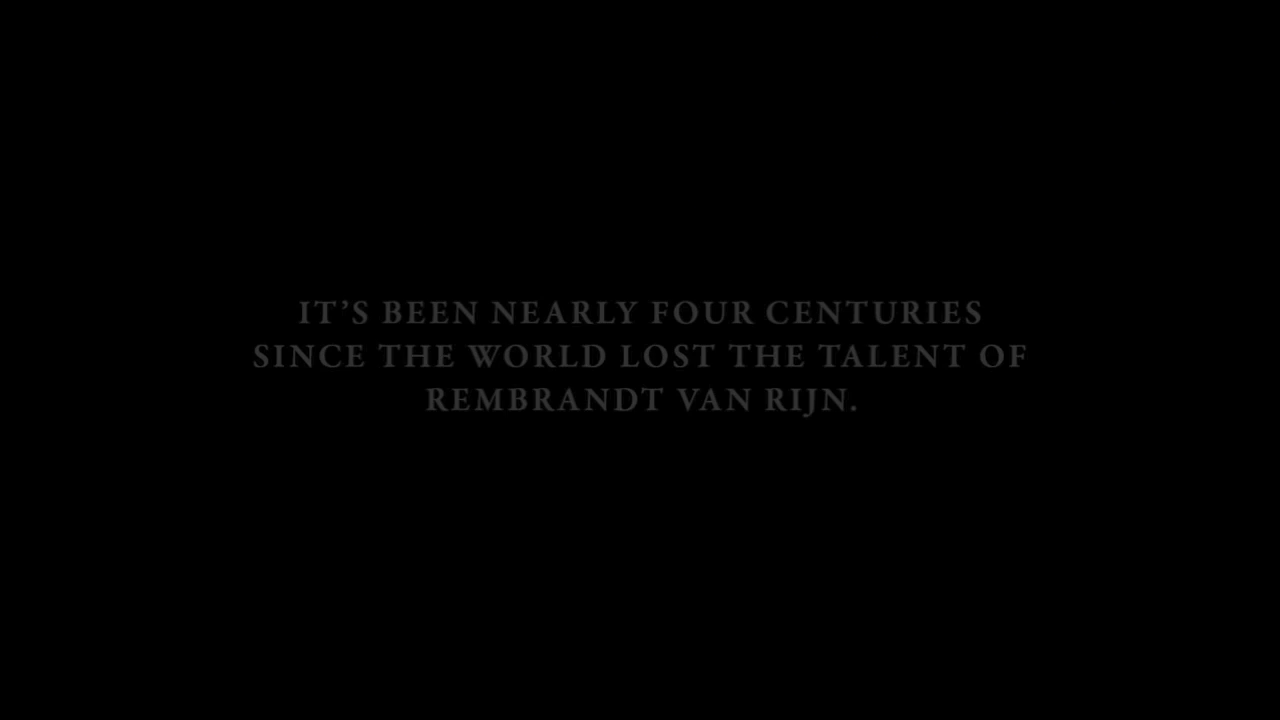 IT’S BEEN NEARLY FOUR CENTURIES
SINCE THE WORLD LOST THE TALENT OF
REMBRANDT VAN RIJN.